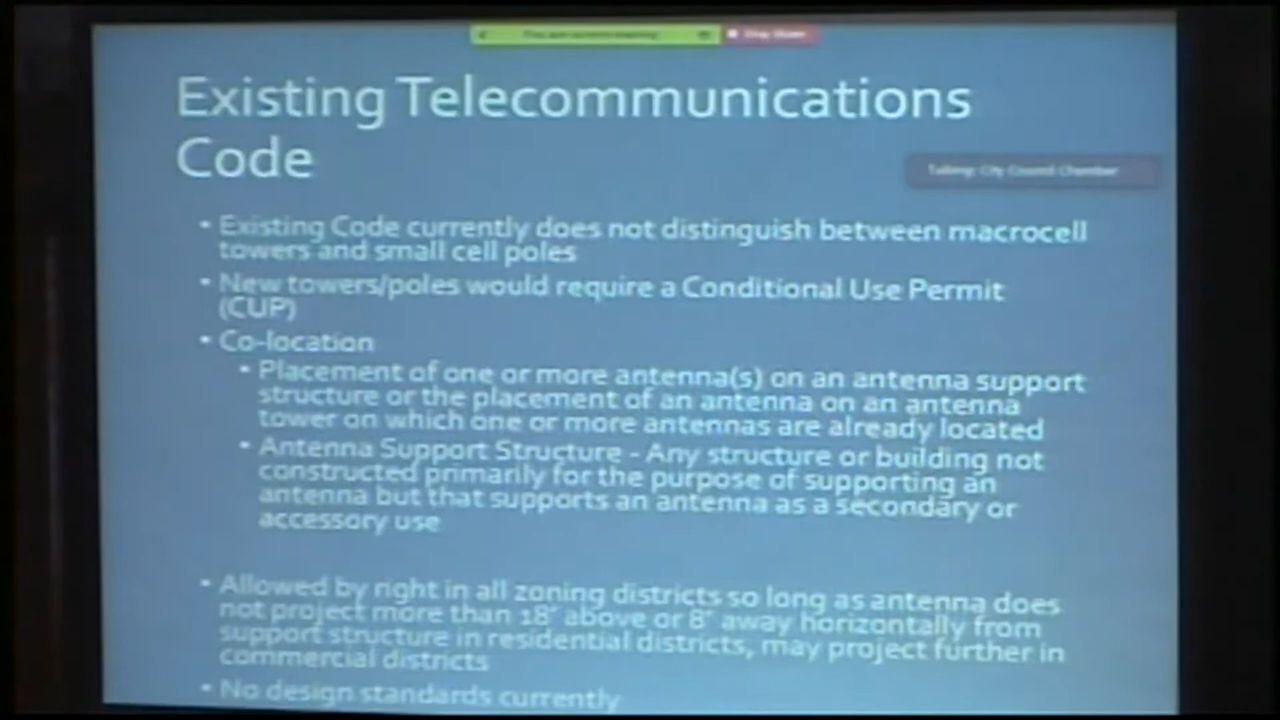 Existing Telecommunications
Code
Talking: City Council Chamber
• Existing Code currently does not distinguish between macrocell
towers and small cell poles
• New towers/poles would require a Conditional Use Permit
(CUP)
• Co-location
• Placement of one or more antenna(s) on an antenna support
structure or the placement of an antenna on an antenna
tower on which one or more antennas are already located
• Antenna Support Structure - Any structure or building not
constructed primarily for the purpose of supporting an
antenna but that supports an antenna as a secondary or
accessory use
• Allowed by right in all zoning districts so long as antenna does
not project more than 18' above or 8' away horizontally from
support structure in residential districts, may project further in
commercial districts
• No design standards currently